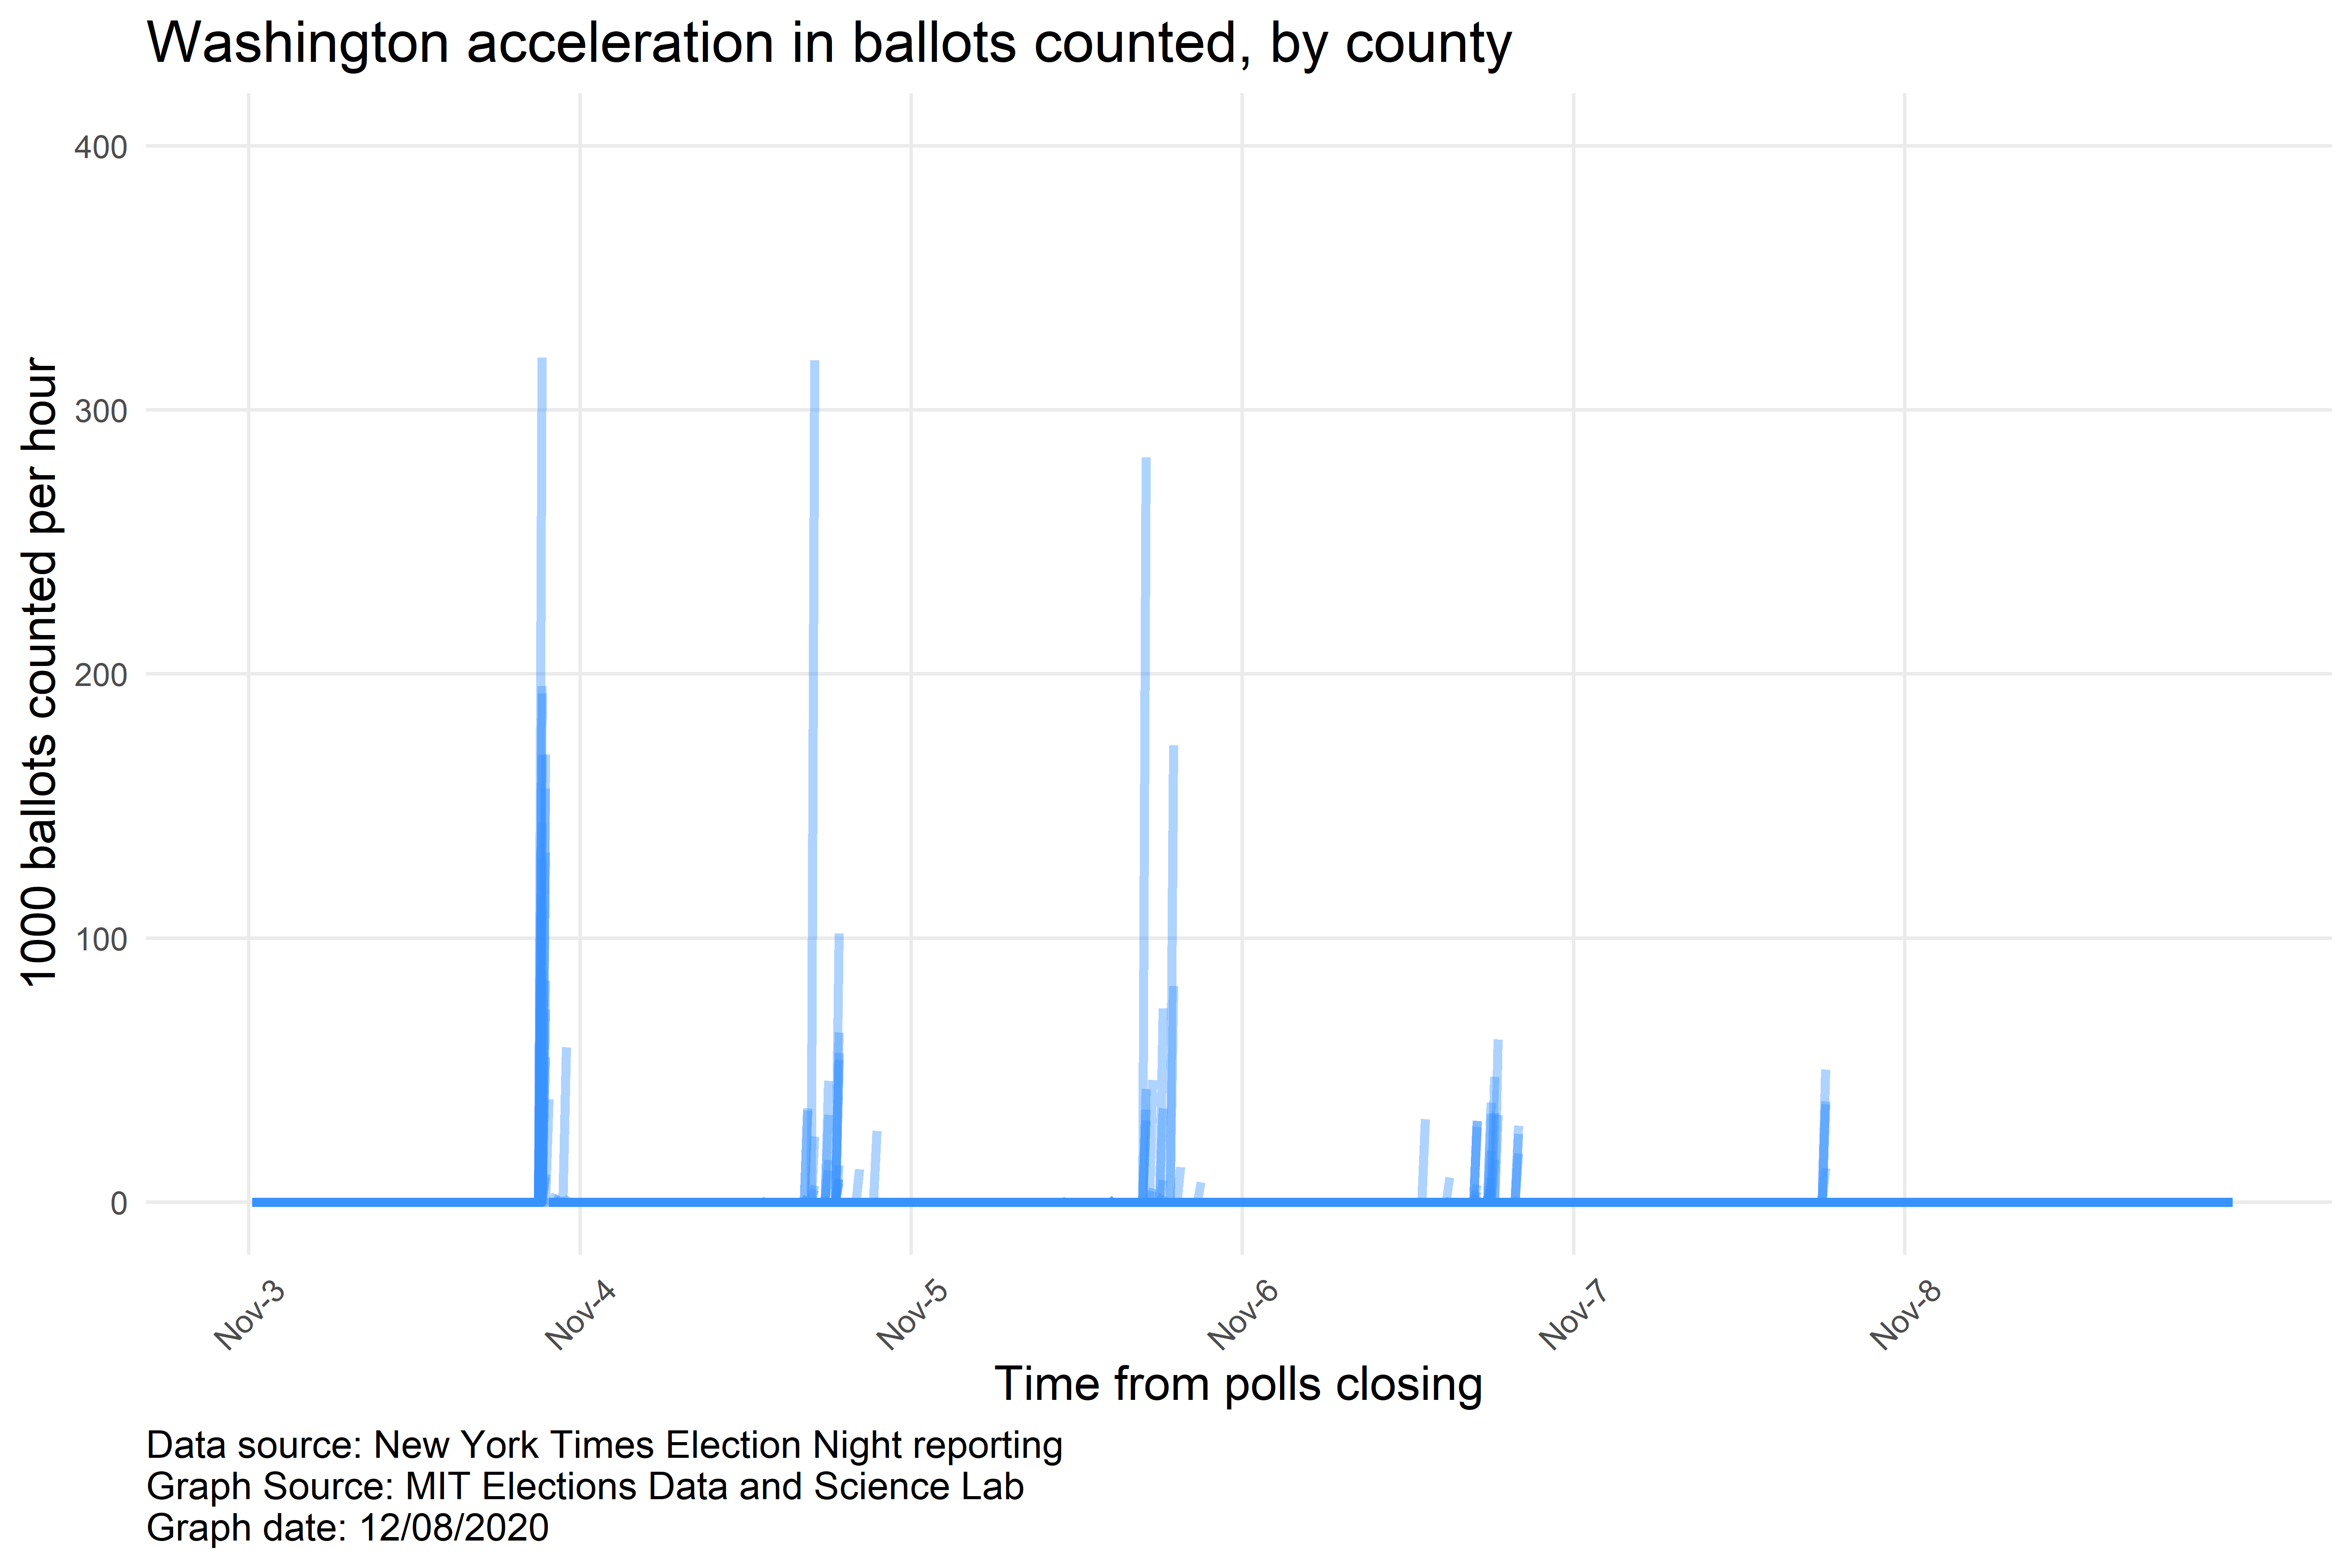 Washington acceleration in ballots counted, by county
1000 ballots counted per hour
400
300
200
100
0
Nov-3
Nov-4
Nov-5
Nov-6
Nov-7
Nov-8
Time from polls closing
Data source: New York Times Election Night reporting
Graph Source: MIT Elections Data and Science Lab
Graph date: 12/08/2020